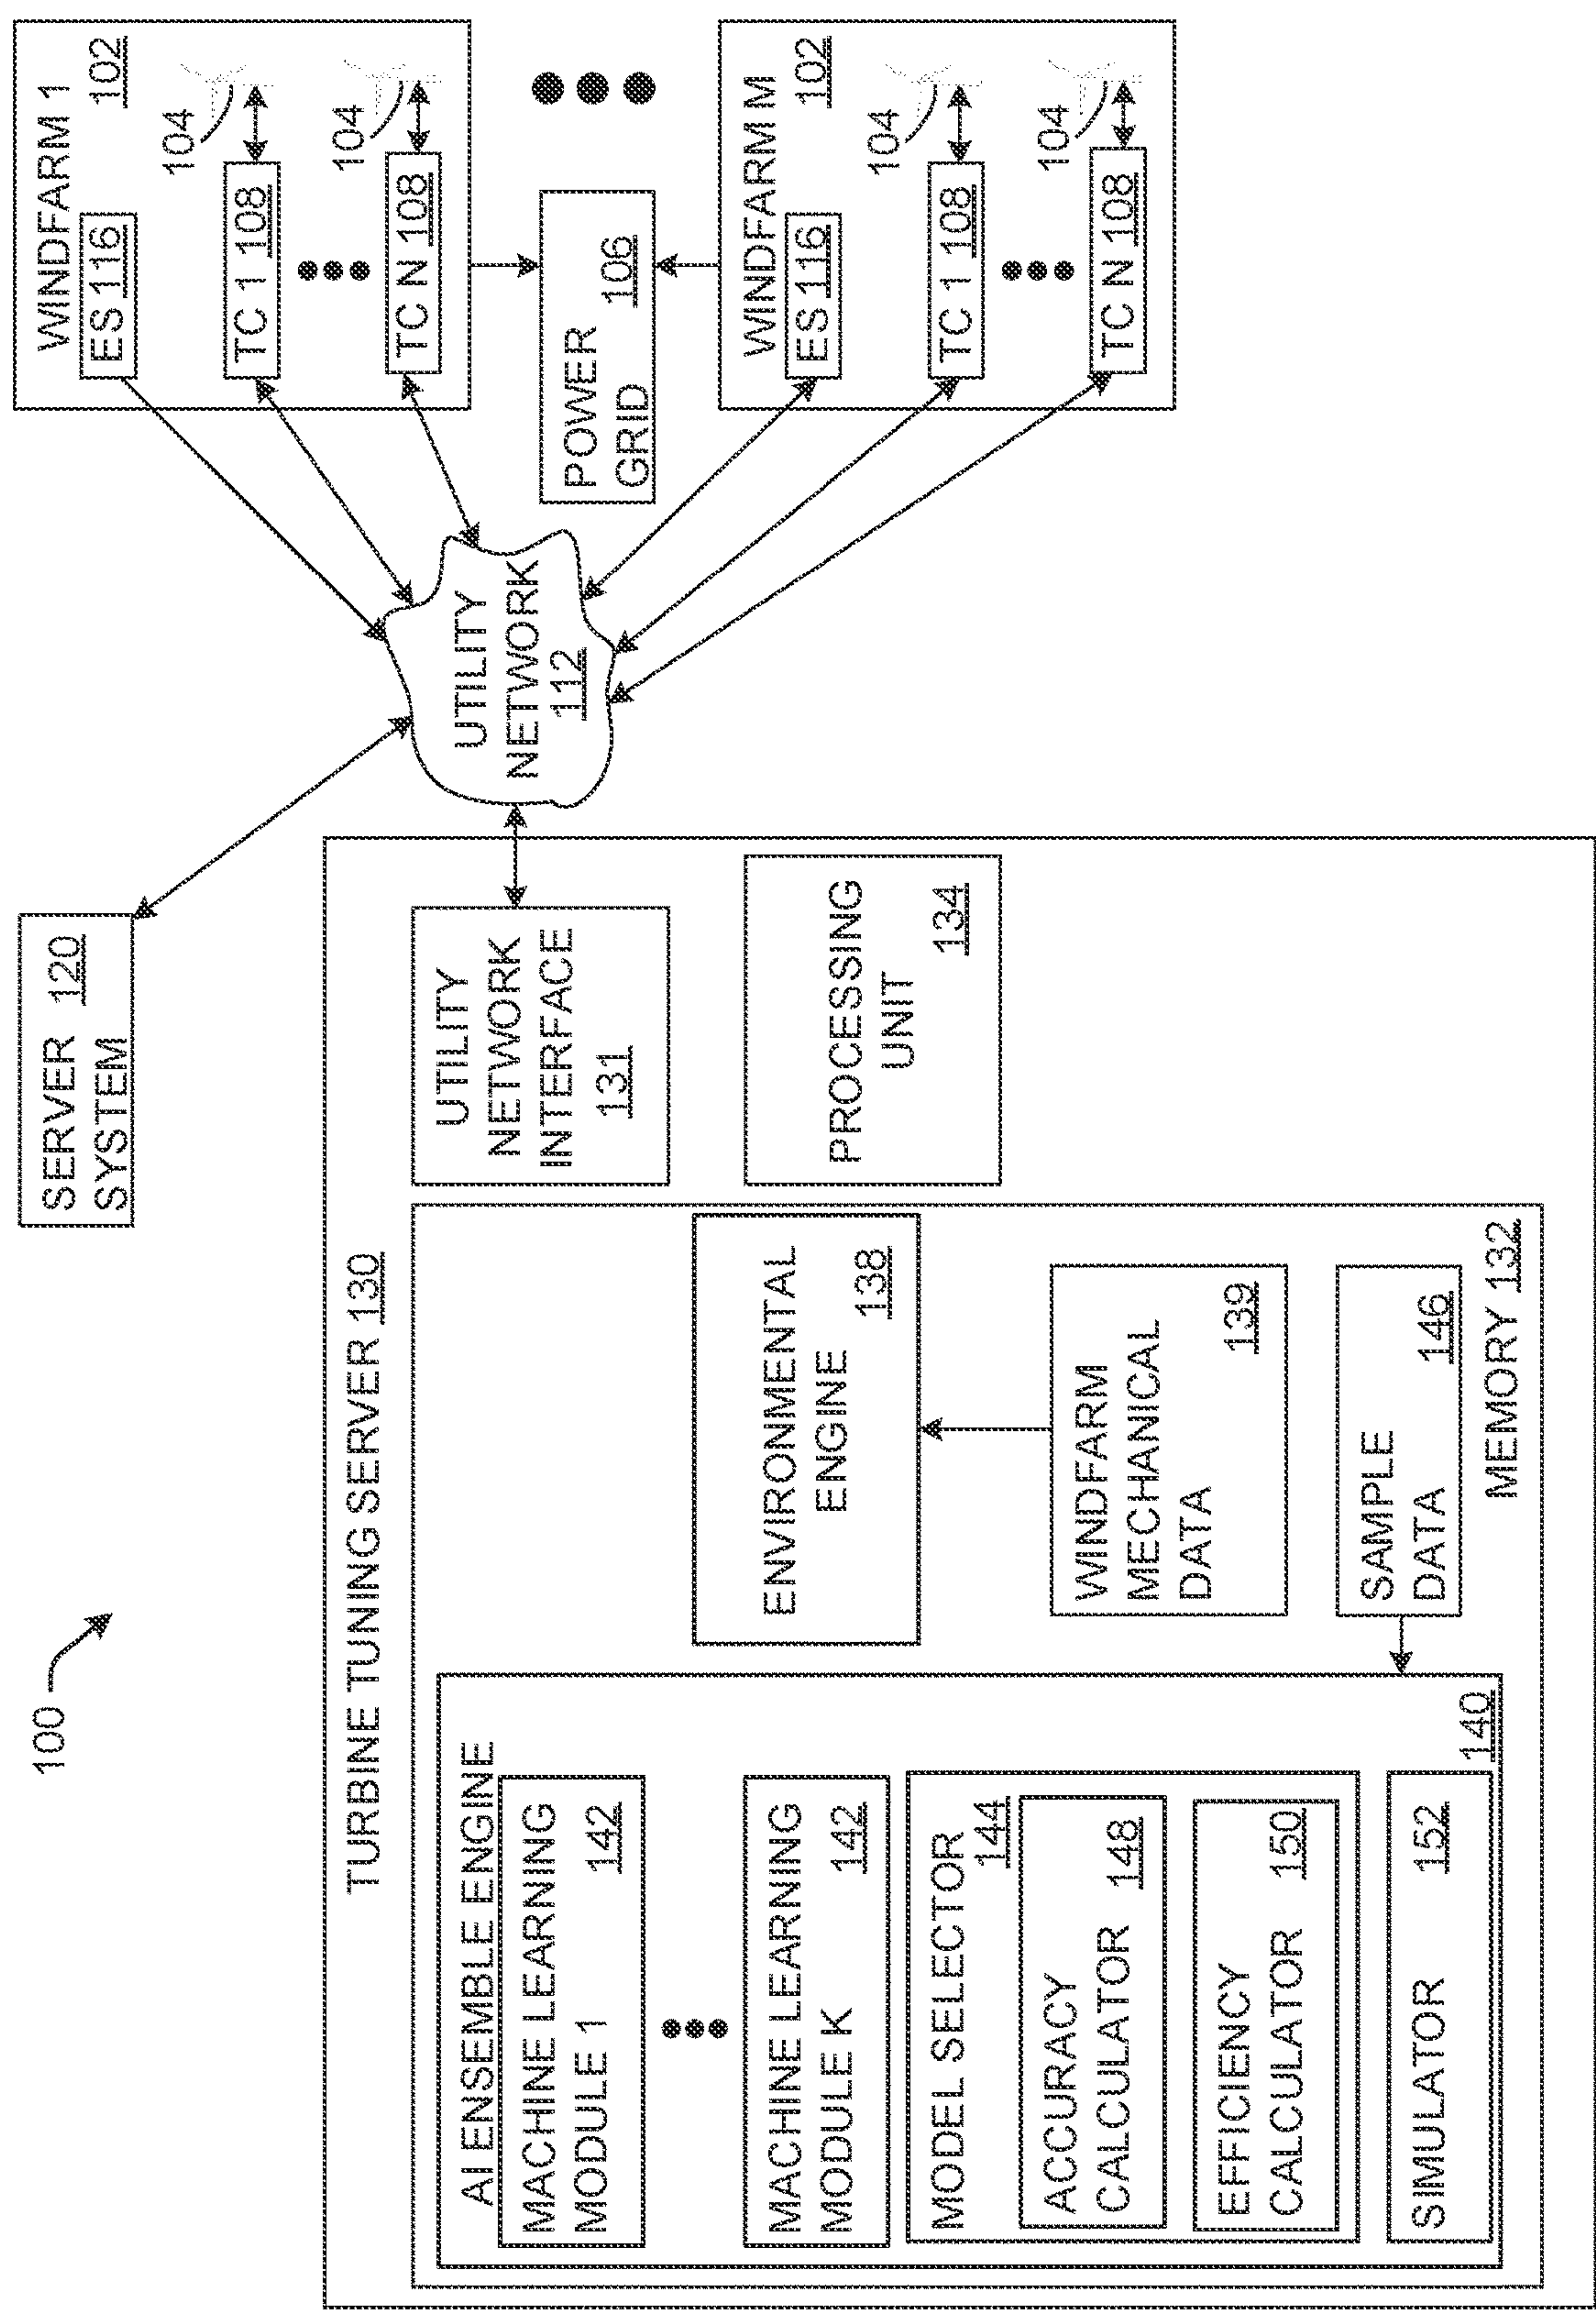 100
SERVER 120
SYSTEM
WINDFARM 1
102
ES 116
104
TC 1 108
104
TC N 108
UTILITY
NETWORK
112
POWER
GRID
106
WINDFARM M
102
ES 116
104
TC 1 108
104
TC N 108
TURBINE TUNING SERVER 130
UTILITY
NETWORK
INTERFACE
131
PROCESSING
UNIT
134
AI ENSEMBLE ENGINE
MACHINE LEARNING
MODULE 1 142
MACHINE LEARNING
MODULE K 142
MODEL SELECTOR
144
ACCURACY
CALCULATOR 148
EFFICIENCY
CALCULATOR 150
SIMULATOR 152
140
ENVIRONMENTAL
ENGINE 138
WINDFARM
MECHANICAL
DATA 139
SAMPLE
DATA 146
MEMORY 132